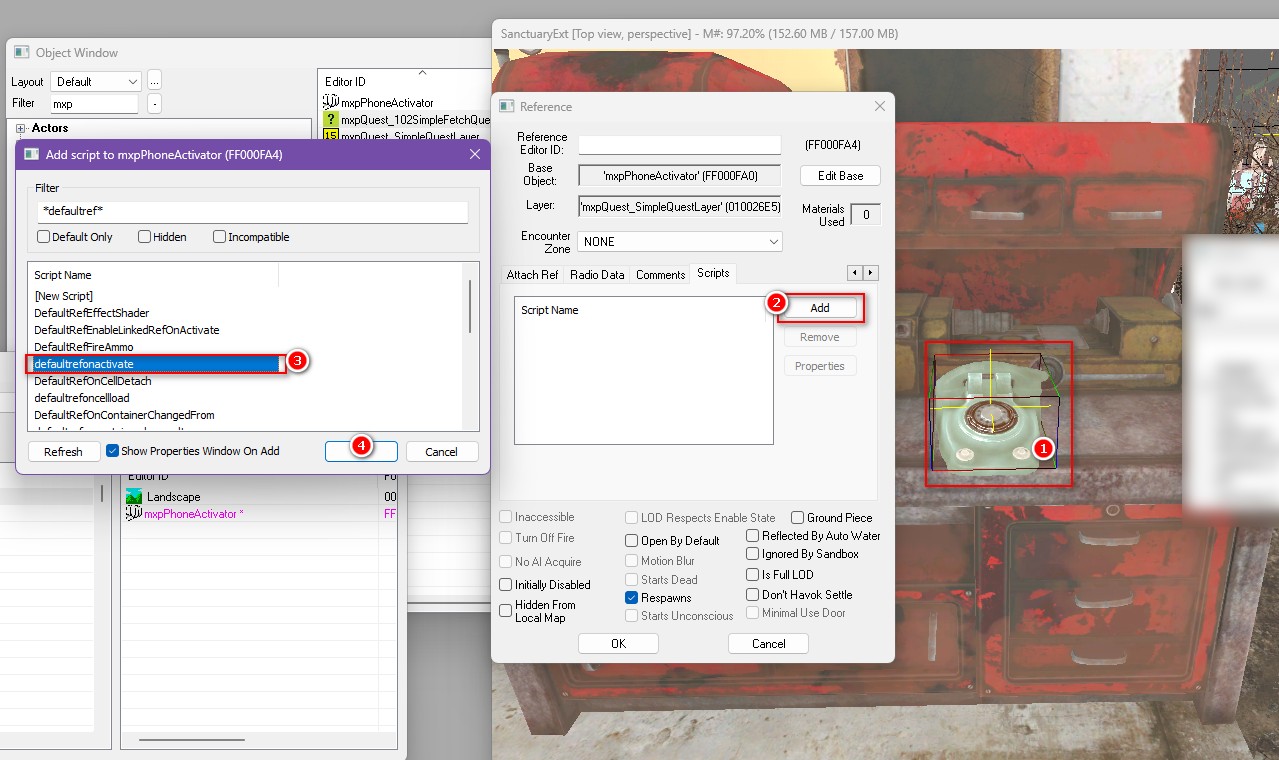 SanctuaryExt [Top view, perspective] - M#: 97.20% (152.60 MB / 157.00 MB)
Object Window
Layout
Default
...
Filter
mxp
-
Actors
Editor ID
mxpPhoneActivator
mxpQuest_102SimpleFetchQue
mxpQuest_SimpleQuestLayer
Add script to mxpPhoneActivator (FF000FA4)
Filter
*defaultref*
Default Only
Hidden
Incompatible
Script Name
[New Script]
DefaultRefEffectShader
DefaultRefEnableLinkedRefOnActivate
DefaultRefFireAmmo
defaultrefonactivate
3
DefaultRefOnCellDetach
defaultrefoncellload
DefaultRefOnContainerChangedFrom
Refresh
Show Properties Window On Add
4
Cancel
Editor ID
Landscape
00
mxpPhoneActivator *
FF
Reference
Reference
Editor ID:
(FF000FA4)
Base
Object:
'mxpPhoneActivator' (FF000FA0)
Edit Base
Layer:
'mxpQuest_SimpleQuestLayer' (010026E5)
Materials
Used
0
Encounter
Zone
NONE
Attach Ref
Radio Data
Comments
Scripts
Script Name
2
Add
Remove
Properties
1
Inaccessible
Turn Off Fire
No AI Acquire
Initially Disabled
Hidden From
Local Map
LOD Respects Enable State
Open By Default
Motion Blur
Starts Dead
Respawns
Starts Unconscious
Ground Piece
Reflected By Auto Water
Ignored By Sandbox
Is Full LOD
Don't Havok Settle
Minimal Use Door
OK
Cancel